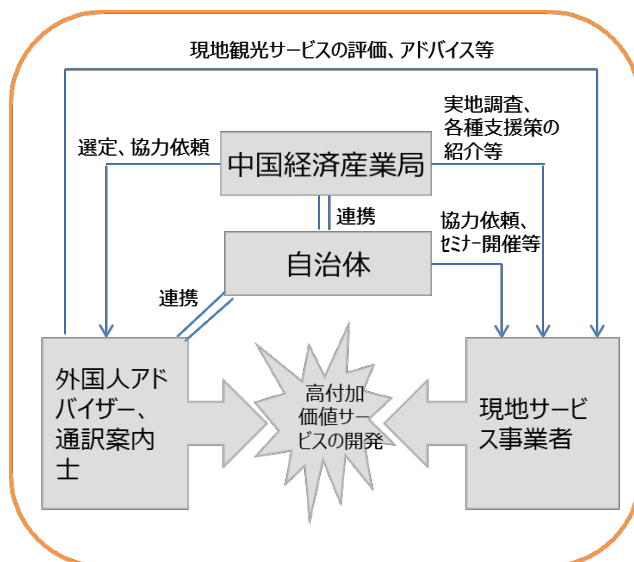 現地観光サービスの評価、アドバイス等
実地調査、
各種支援策の
紹介等
選定、協力依頼
中国経済産業局
連携
協力依頼、
セミナー開催等
自治体
連携
外国人アド
バイザー、
通訳案内
士
高付加
価値サー
ビスの開発
現地サービ
ス事業者